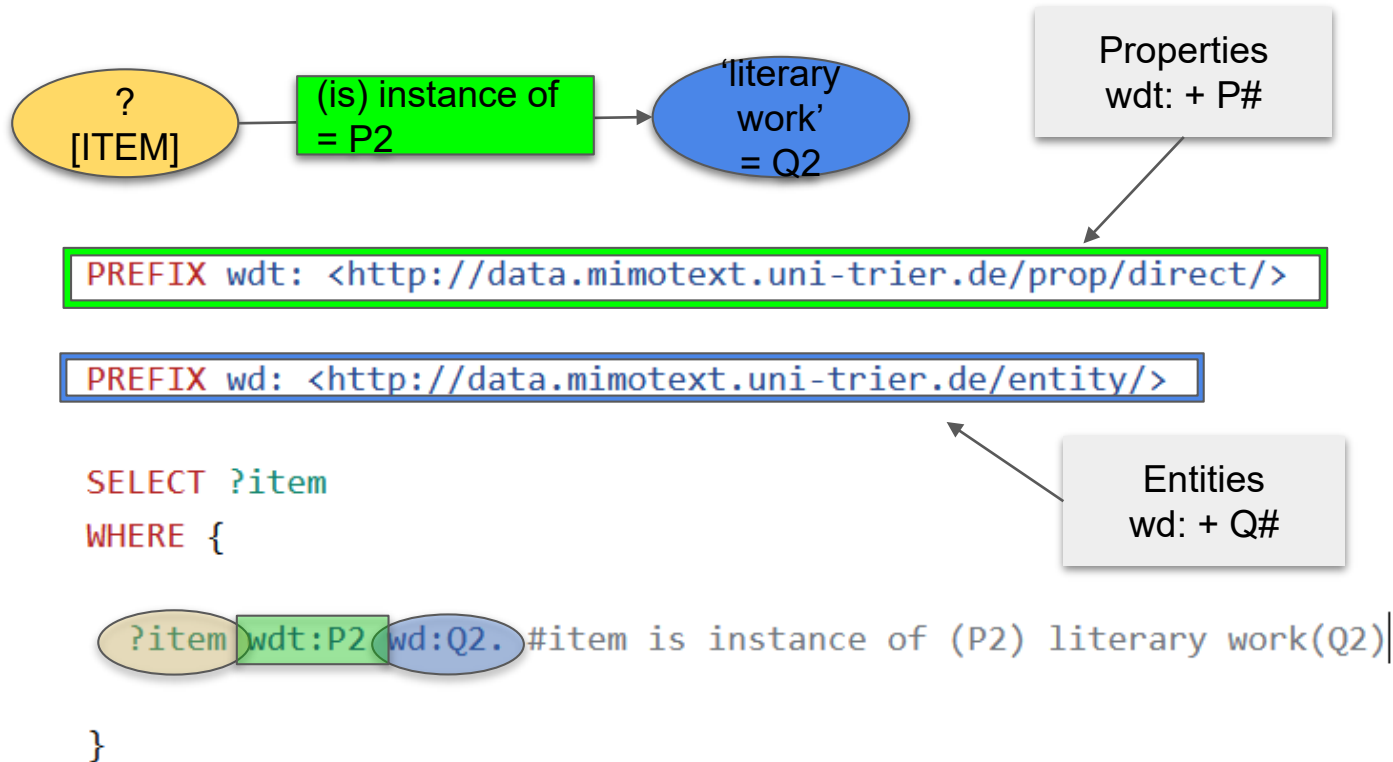 ?
[ITEM]
(is) instance of
= P2
‘literary
work’
= Q2
Properties
wdt: + P#
PREFIX wdt: <http://data.mimotext.uni-trier.de/prop/direct/>
PREFIX wd: <http://data.mimotext.uni-trier.de/entity/>
Entities
wd: + Q#
SELECT ?item
WHERE {
?item wdt:P2 wd:Q2. #item is instance of (P2) literary work(Q2)
}